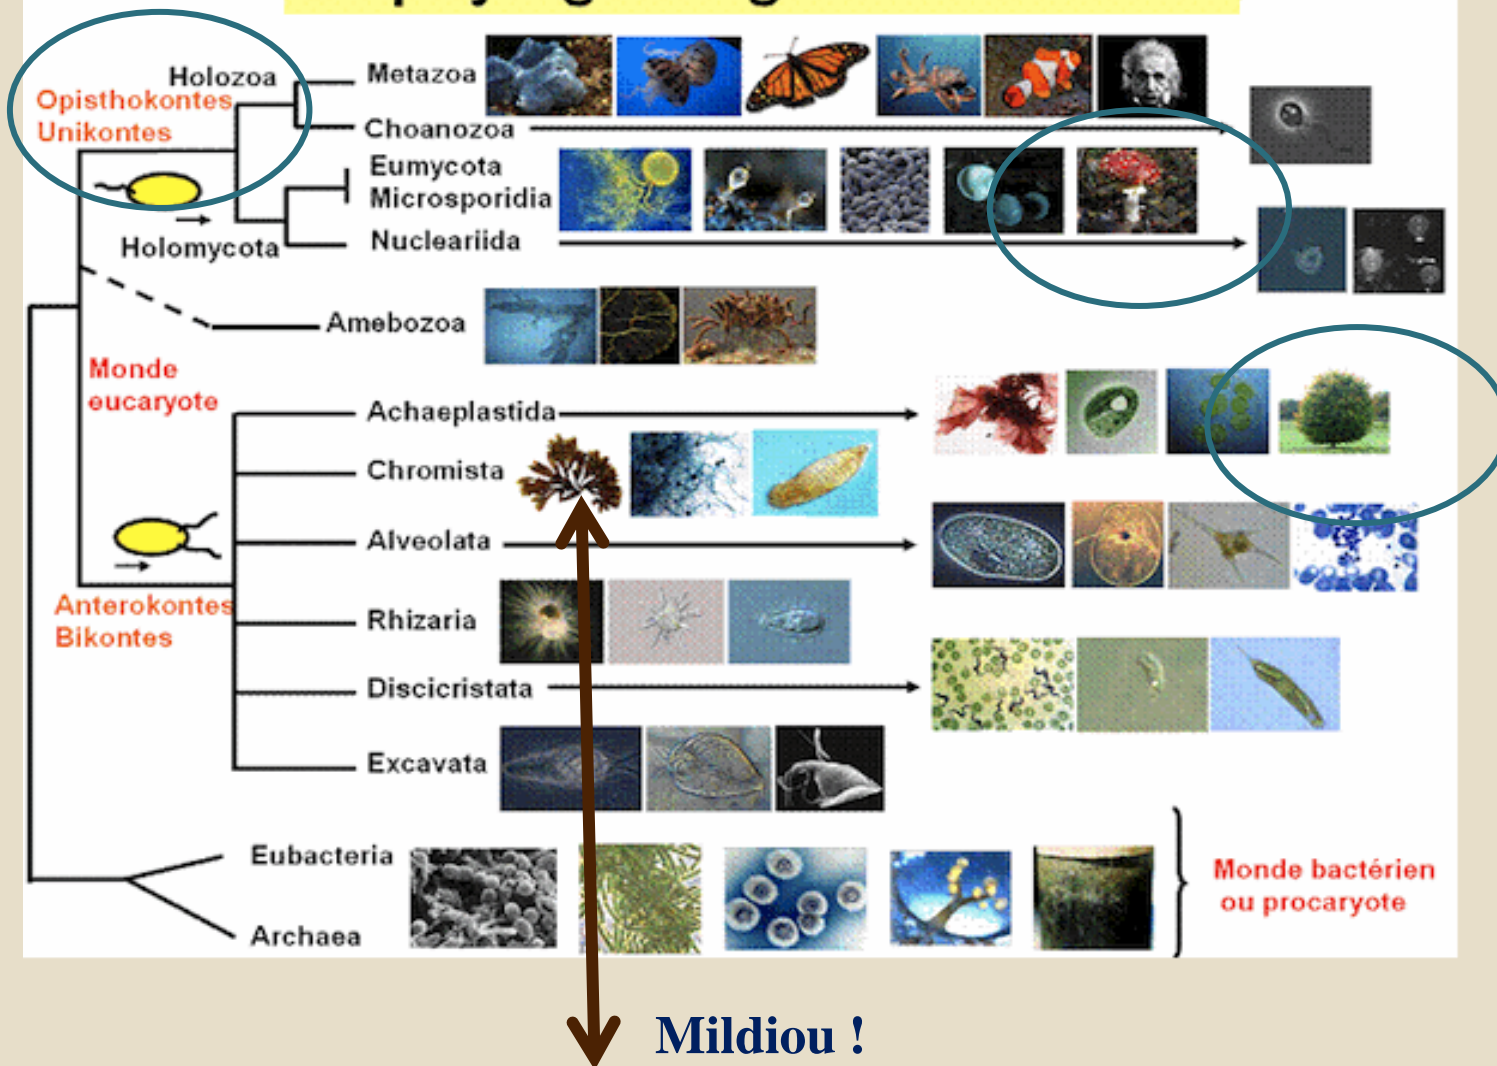 Holozoa
Metazoa
Opisthokontes
Unikontes
Choanozoa
Eumycota
Microsporidia
Nucleariida
Holomycota
Amebozoa
Monde
eucaryote
Achaeplastida
Chromista
Alveolata
Anterokontes
Bikontes
Rhizaria
Discicristata
Excavata
Eubacteria
Archaea
Monde bactérien
ou procaryote
Mildiou !